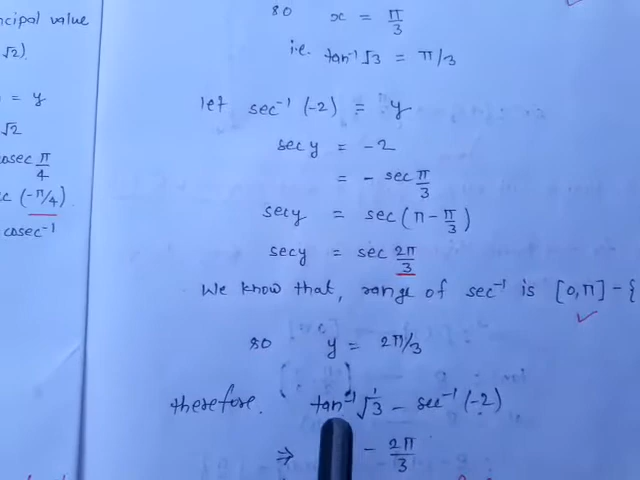 ncipal value
√2).
) = y
√2
cosec π/4
c (-π/4)
cosec⁻¹
so x = π/3
i.e. tan⁻¹√3 = π/3
let sec⁻¹ (-2) = y
sec y = -2
= - sec π/3
secy = sec (π - π/3)
secy = sec 2π/3
We know that, range of sec⁻¹ is [0,π] - {
so y = 2π/3
therefore. tan⁻¹ √3 - sec⁻¹ (-2)
⇒ - 2π/3